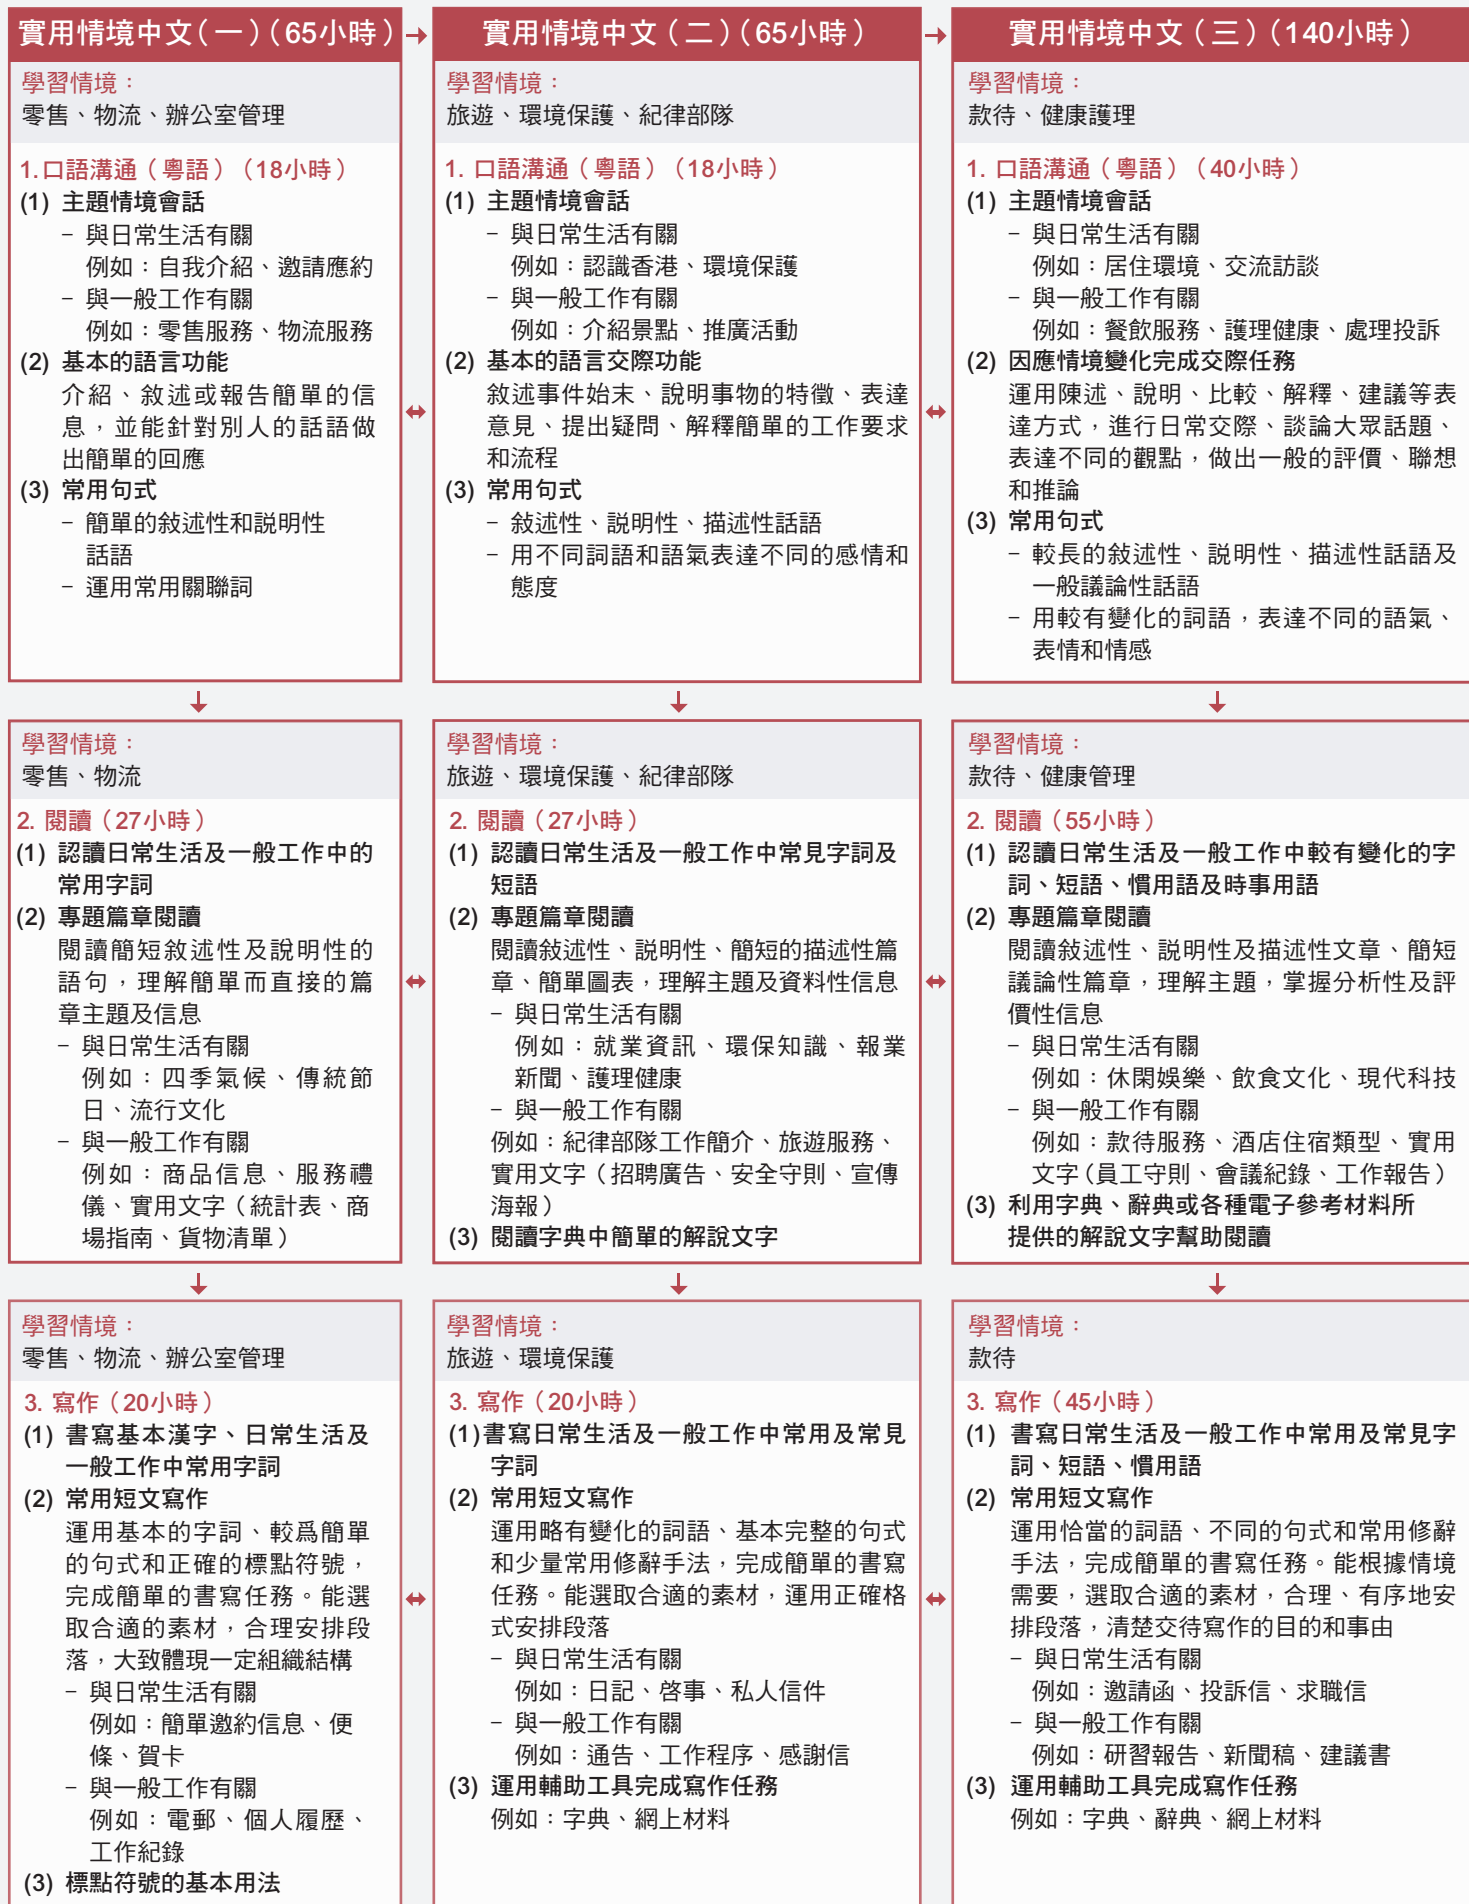 實用情境中文(一)(65小時)
學習情境：
零售、物流、辦公室管理
1.口語溝通（粵語）（18小時）
(1) 主題情境會話
– 與日常生活有關
例如：自我介紹、邀請應約
– 與一般工作有關
例如：零售服務、物流服務
(2) 基本的語言功能
介紹、敘述或報告簡單的信
息，並能針對別人的話語做
出簡單的回應
(3) 常用句式
– 簡單的敘述性和説明性
話語
– 運用常用關聯詞
學習情境：
零售、物流
2. 閱讀（27小時）
(1) 認讀日常生活及一般工作中的
常用字詞
(2) 專題篇章閱讀
閱讀簡短敘述性及說明性的
語句，理解簡單而直接的篇
章主題及信息
– 與日常生活有關
例如：四季氣候、傳統節
日、流行文化
– 與一般工作有關
例如：商品信息、服務禮
儀、實用文字（統計表、商
場指南、貨物清單）
學習情境：
零售、物流、辦公室管理
3. 寫作（20小時）
(1) 書寫基本漢字、日常生活及
一般工作中常用字詞
(2) 常用短文寫作
運用基本的字詞、較爲簡單
的句式和正確的標點符號，
完成簡單的書寫任務。能選
取合適的素材，合理安排段
落，大致體現一定組織結構
– 與日常生活有關
例如：簡單邀約信息、便
條、賀卡
– 與一般工作有關
例如：電郵、個人履歷、
工作紀錄
(3) 標點符號的基本用法
實用情境中文（二）（65小時）
學習情境：
旅遊、環境保護、紀律部隊
1. 口語溝通（粵語）（18小時）
(1) 主題情境會話
– 與日常生活有關
例如：認識香港、環境保護
– 與一般工作有關
例如：介紹景點、推廣活動
(2) 基本的語言交際功能
敘述事件始末、說明事物的特徵、表達
意見、提出疑問、解釋簡單的工作要求
和流程
(3) 常用句式
– 敘述性、説明性、描述性話語
– 用不同詞語和語氣表達不同的感情和
態度
學習情境：
旅遊、環境保護、紀律部隊
2. 閱讀（27小時）
(1) 認讀日常生活及一般工作中常見字詞及
短語
(2) 專題篇章閱讀
閱讀敘述性、説明性、簡短的描述性篇
章、簡單圖表，理解主題及資料性信息
– 與日常生活有關
例如：就業資訊、環保知識、報業
新聞、護理健康
– 與一般工作有關
例如：紀律部隊工作簡介、旅遊服務、
實用文字（招聘廣告、安全守則、宣傳
海報）
(3) 閱讀字典中簡單的解說文字
學習情境：
旅遊、環境保護
3. 寫作（20小時）
(1)書寫日常生活及一般工作中常用及常見
字詞
(2) 常用短文寫作
運用略有變化的詞語、基本完整的句式
和少量常用修辭手法，完成簡單的書寫
任務。能選取合適的素材，運用正確格
式安排段落
– 與日常生活有關
例如：日記、啓事、私人信件
– 與一般工作有關
例如：通告、工作程序、感謝信
(3) 運用輔助工具完成寫作任務
例如：字典、網上材料
實用情境中文（三）（140小時）
學習情境：
款待、健康護理
1. 口語溝通（粵語）（40小時）
(1) 主題情境會話
– 與日常生活有關
例如：居住環境、交流訪談
– 與一般工作有關
例如：餐飲服務、護理健康、處理投訴
(2) 因應情境變化完成交際任務
運用陳述、說明、比較、解釋、建議等表
達方式，進行日常交際、談論大眾話題、
表達不同的觀點，做出一般的評價、聯想
和推論
(3) 常用句式
– 較長的敘述性、説明性、描述性話語及
一般議論性話語
– 用較有變化的詞語，表達不同的語氣、
表情和情感
學習情境：
款待、健康管理
2. 閱讀（55小時）
(1) 認讀日常生活及一般工作中較有變化的字
詞、短語、慣用語及時事用語
(2) 專題篇章閱讀
閱讀敘述性、説明性及描述性文章、簡短
議論性篇章，理解主題，掌握分析性及評
價性信息
– 與日常生活有關
例如：休閑娛樂、飲食文化、現代科技
– 與一般工作有關
例如：款待服務、酒店住宿類型、實用
文字（員工守則、會議紀錄、工作報告）
(3) 利用字典、辭典或各種電子參考材料所
提供的解說文字幫助閱讀
學習情境：
款待
3. 寫作（45小時）
(1) 書寫日常生活及一般工作中常用及常見字
詞、短語、慣用語
(2) 常用短文寫作
運用恰當的詞語、不同的句式和常用修辭
手法，完成簡單的書寫任務。能根據情境
需要，選取合適的素材，合理、有序地安
排段落，清楚交待寫作的目的和事由
– 與日常生活有關
例如：邀請函、投訴信、求職信
– 與一般工作有關
例如：研習報告、新聞稿、建議書
(3) 運用輔助工具完成寫作任務
例如：字典、辭典、網上材料